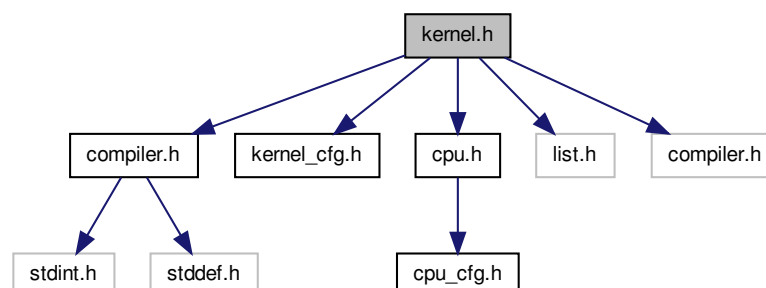 kernel.h
compiler.h
kernel_cfg.h
cpu.h
list.h
compiler.h
stdint.h
stddef.h
cpu_cfg.h